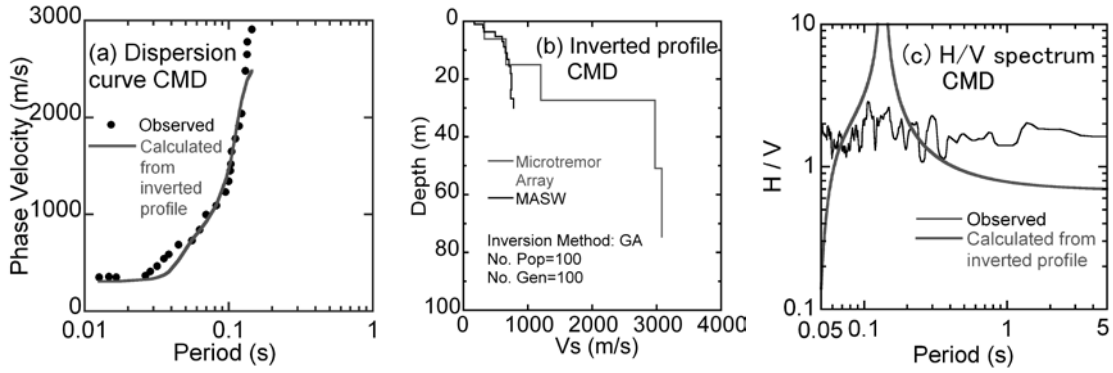 3000
2000
1000
0
0.01
0.1
1
Phase Velocity (m/s)
Period (s)
(a) Dispersion
curve CMD
Observed
Calculated
from
inverted
profile
0
20
40
60
80
100
0
1000
2000
3000
4000
Depth (m)
Vs (m/s)
(b) Inverted profile
CMD
Microtremor
Array
MASW
Inversion Method: GA
No. Pop=100
No. Gen=100
10
1
0.1
0.05
0.1
1
5
H / V
Period (s)
(c) H/V spectrum
CMD
Observed
Calculated from
inverted profile